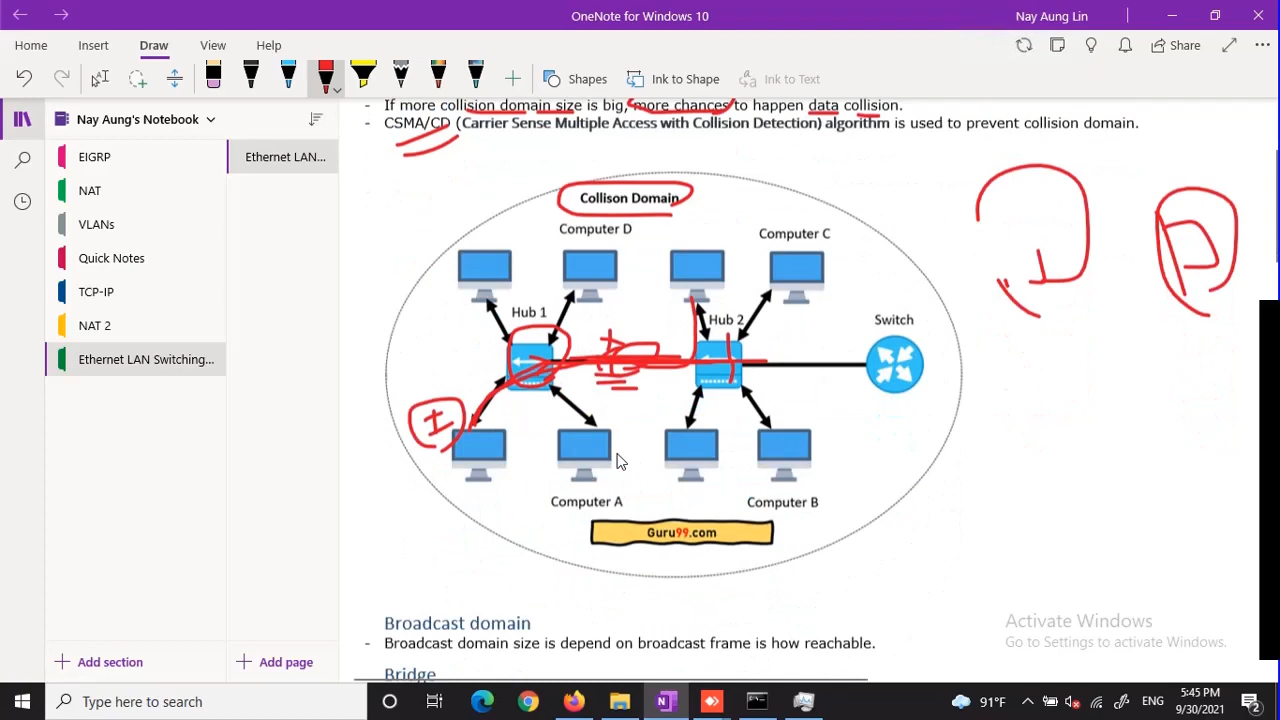 OneNote for Windows 10
Nay Aung Lin
Home Insert Draw View Help
Share
Shapes
Ink to Shape
Ink to Text
Nay Aung's Notebook
EIGRP
NAT
VLANs
Quick Notes
TCP-IP
NAT 2
Ethernet LAN Switching...
Add section
Ethernet LAN...
Add page
- If more collision domain size is big, more chances to happen data collision.
- CSMA/CD (Carrier Sense Multiple Access with Collision Detection) algorithm is used to prevent collision domain.
Collison Domain
Computer D
Computer C
Hub 1
Hub 2
Switch
Computer A
Computer B
Guru99.com
Broadcast domain
- Broadcast domain size is depend on broadcast frame is how reachable.
Bridge
Activate Windows
Go to Settings to activate Windows.
Type here to search
91°F
ENG
9/30/2021
2